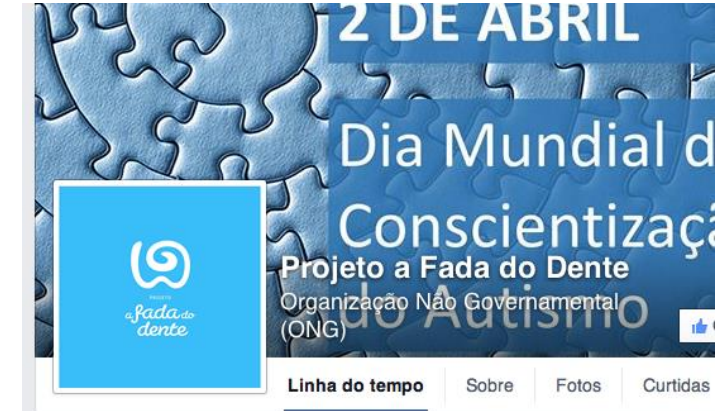 2 DE ABRIL
Dia Mundial d
Conscientizaçã
do Autismo
Projeto a Fada do Dente
Organização Não Governamental
(ONG)
PROJETO
a fada do
dente
Linha do tempo Sobre Fotos Curtidas